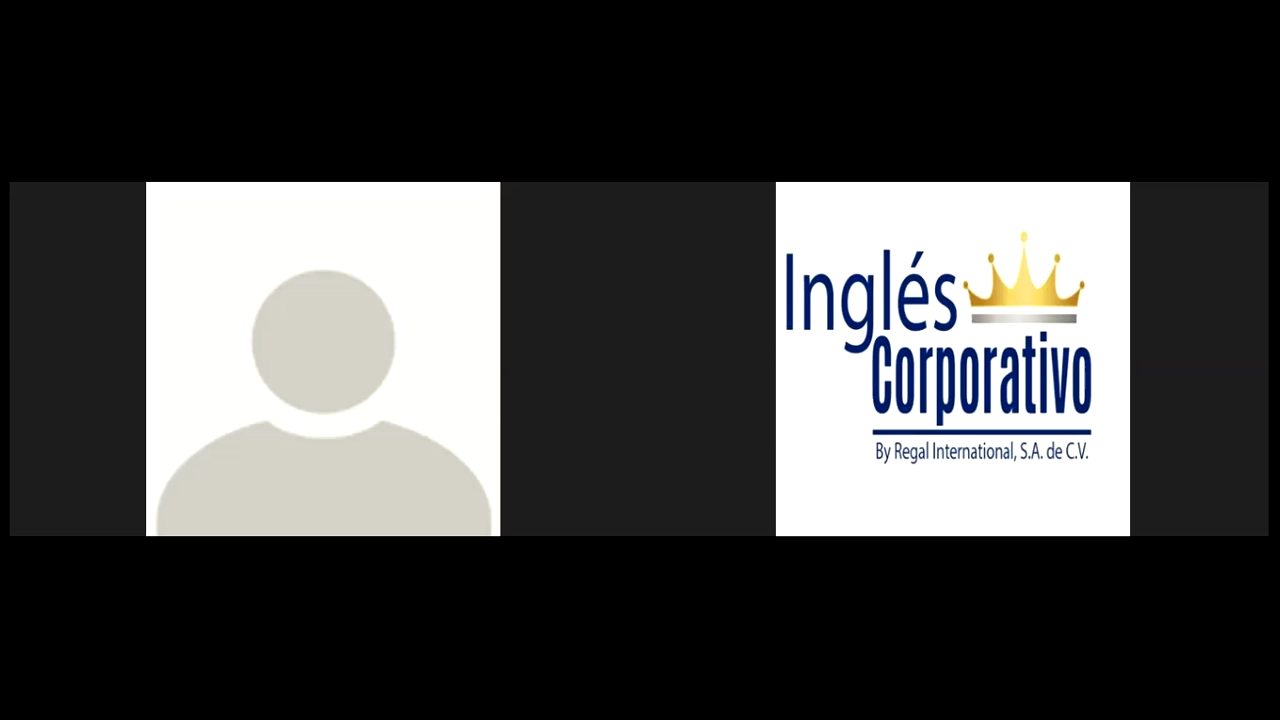 Inglés
Corporativo
By Regal International, S.A. de C.V.